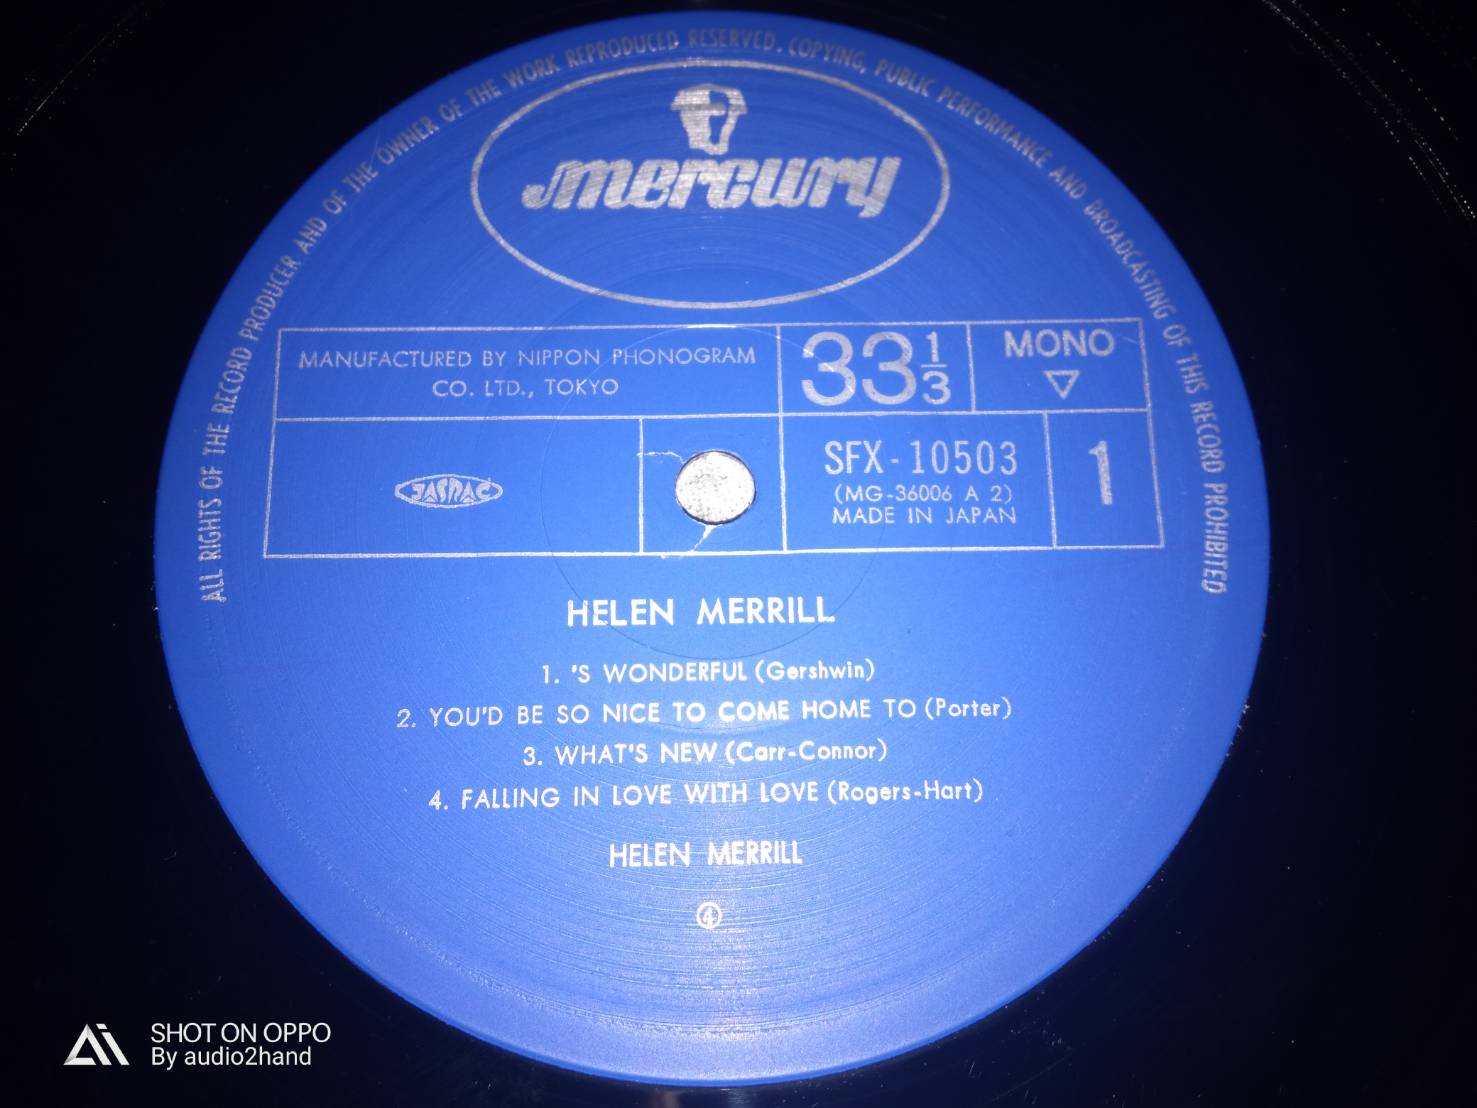 ALL RIGHTS OF THE RECORD PRODUCER AND OF THE OWNER OF THE WORK REPRODUCED RESERVED. COPYING, PUBLIC PERFORMANCE AND BROADCASTING OF THIS RECORD PROHIBITED
mercury
MANUFACTURED BY NIPPON PHONOGRAM
CO. LTD., TOKYO
33 1/3
MONO
▽
JASRAC
SFX-10503
(MG-36006 A 2)
MADE IN JAPAN
1
HELEN MERRILL
1. 'S WONDERFUL (Gershwin)
2. YOU'D BE SO NICE TO COME HOME TO (Porter)
3. WHAT'S NEW (Carr-Connor)
4. FALLING IN LOVE WITH LOVE (Rogers-Hart)
HELEN MERRILL
④
SHOT ON OPPO
By audio2hand